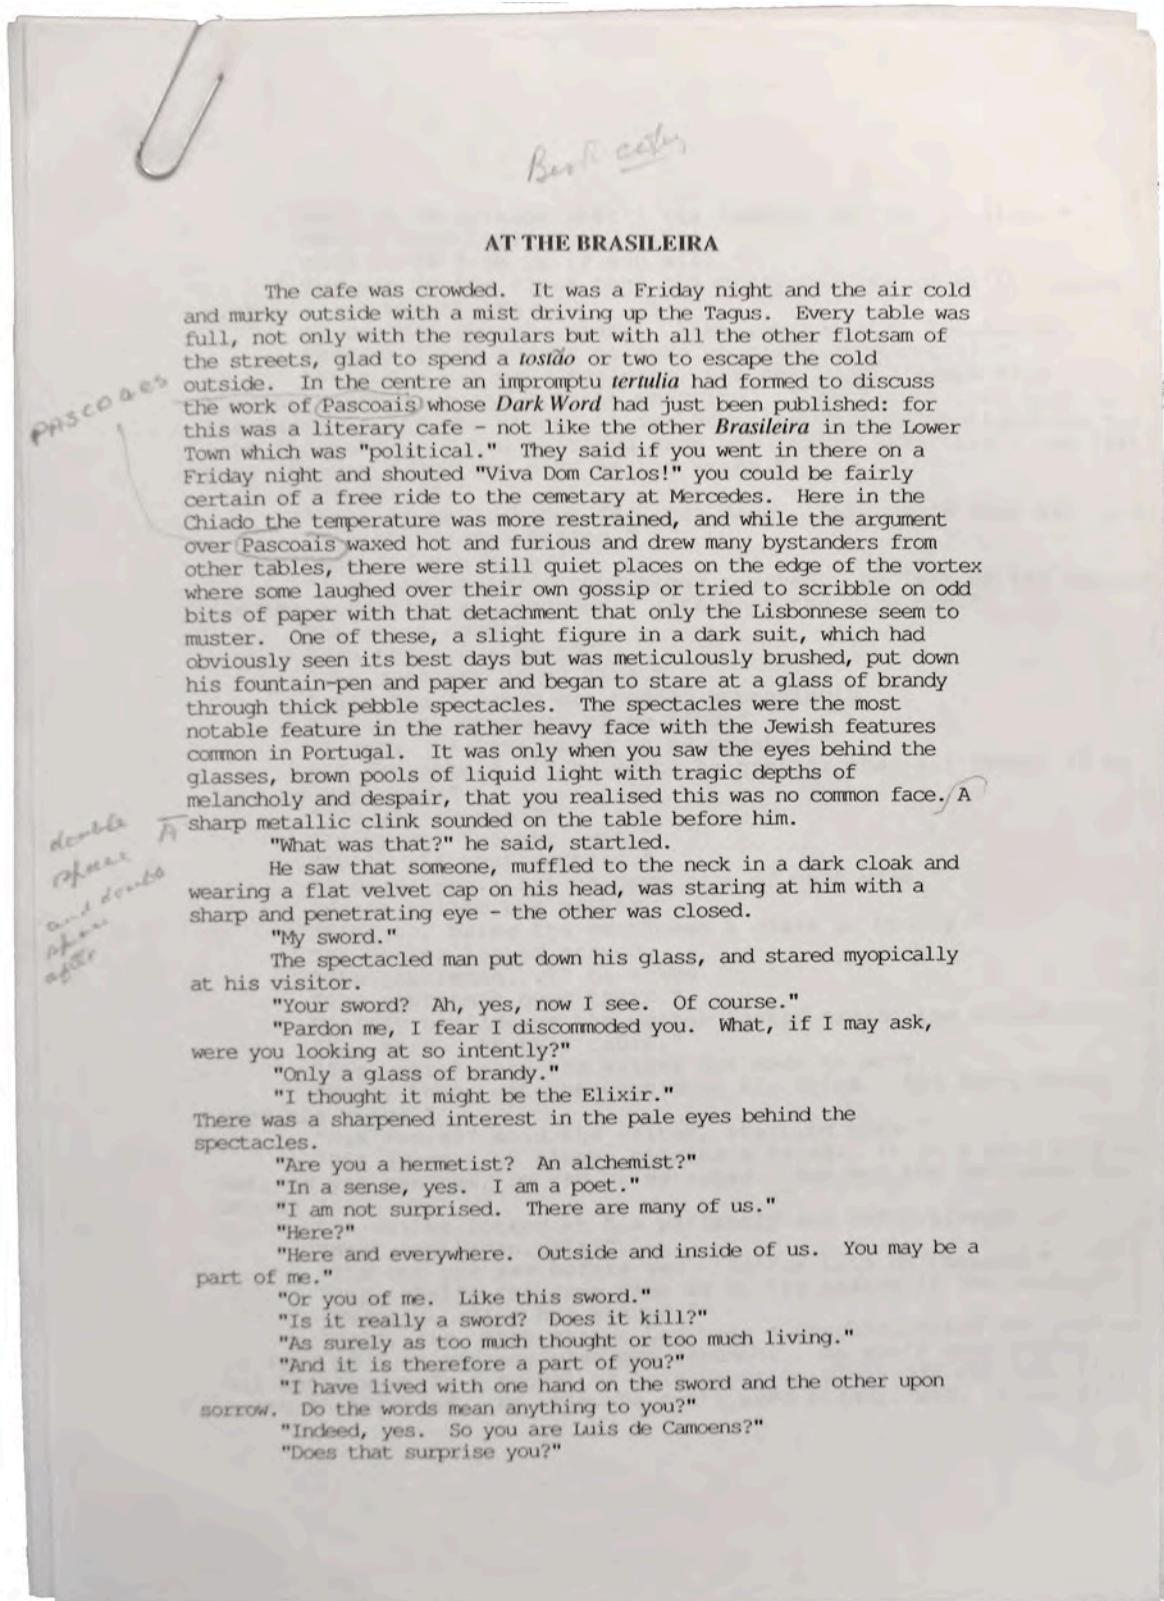 Best
AT THE BRASILEIRA
The cafe was crowded. It was a Friday night and the air cold
and murky outside with a mist driving up the Tagus. Every table was
full, not only with the regulars but with all the other flotsam of
the streets, glad to spend a tostão or two to escape the cold
outside. In the centre an impromptu tertulia had formed to discuss
PASCOAES
the work of Pascoais whose Dark Word had just been published: for
this was a literary cafe - not like the other Brasileira in the Lower
Town which was "political." They said if you went in there on a
Friday night and shouted "Viva Dom Carlos!" you could be fairly
certain of a free ride to the cemetary at Mercedes. Here in the
Chiado the temperature was more restrained, and while the argument
over Pascoais waxed hot and furious and drew many bystanders from
other tables, there were still quiet places on the edge of the vortex
where some laughed over their own gossip or tried to scribble on odd
bits of paper with that detachment that only the Lisbonnese seem to
muster. One of these, a slight figure in a dark suit, which had
obviously seen its best days but was meticulously brushed, put down
his fountain-pen and paper and began to stare at a glass of brandy
through thick pebble spectacles. The spectacles were the most
notable feature in the rather heavy face with the Jewish features
common in Portugal. It was only when you saw the eyes behind the
glasses, brown pools of liquid light with tragic depths of
melancholy and despair, that you realised this was no common face. A
A sharp metallic clink sounded on the table before him.
double
space
and double
space
after
"What was that?" he said, startled.
He saw that someone, muffled to the neck in a dark cloak and
wearing a flat velvet cap on his head, was staring at him with a
sharp and penetrating eye - the other was closed.
"My sword."
The spectacled man put down his glass, and stared myopically
at his visitor.
"Your sword? Ah, yes, now I see. Of course."
"Pardon me, I fear I discommoded you. What, if I may ask,
were you looking at so intently?"
"Only a glass of brandy."
"I thought it might be the Elixir."
There was a sharpened interest in the pale eyes behind the
spectacles.
"Are you a hermetist? An alchemist?"
"In a sense, yes. I am a poet."
"I am not surprised. There are many of us."
"Here?"
"Here and everywhere. Outside and inside of us. You may be a
part of me."
"Or you of me. Like this sword."
"Is it really a sword? Does it kill?"
"As surely as too much thought or too much living."
"And it is therefore a part of you?"
"I have lived with one hand on the sword and the other upon
sorrow. Do the words mean anything to you?"
"Indeed, yes. So you are Luis de Camoens?"
"Does that surprise you?"